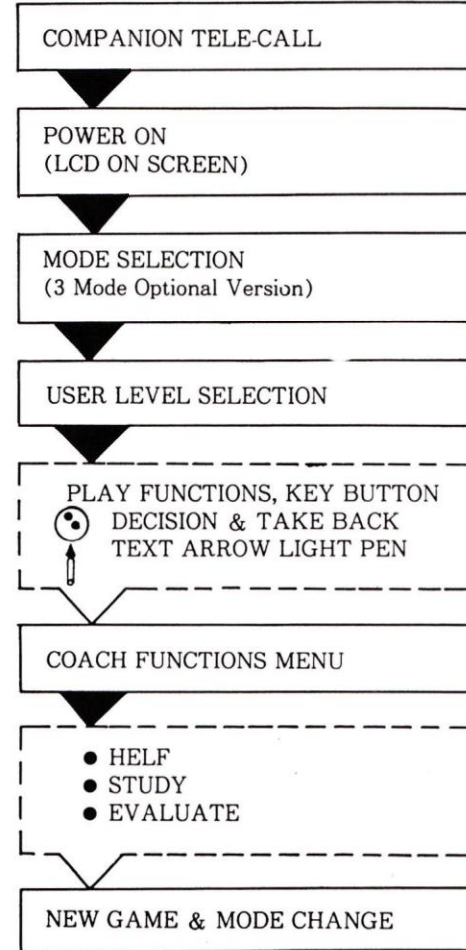 COMPANION TELE-CALL
POWER ON
(LCD ON SCREEN)
MODE SELECTION
(3 Mode Optional Version)
USER LEVEL SELECTION
PLAY FUNCTIONS, KEY BUTTON
DECISION & TAKE BACK
TEXT ARROW LIGHT PEN
COACH FUNCTIONS MENU
● HELF
● STUDY
● EVALUATE
NEW GAME & MODE CHANGE